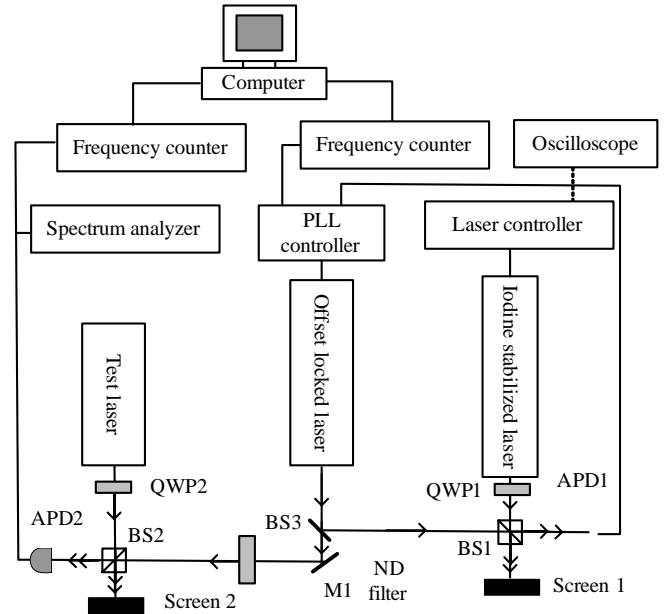 Computer
Frequency counter
Frequency counter
Oscilloscope
Spectrum analyzer
PLL
controller
Laser controller
Test laser
Offset locked laser
Iodine stabilized laser
QWP2
QWP1
APD1
APD2
BS2
BS3
BS1
M1
ND
filter
Screen 2
Screen 1